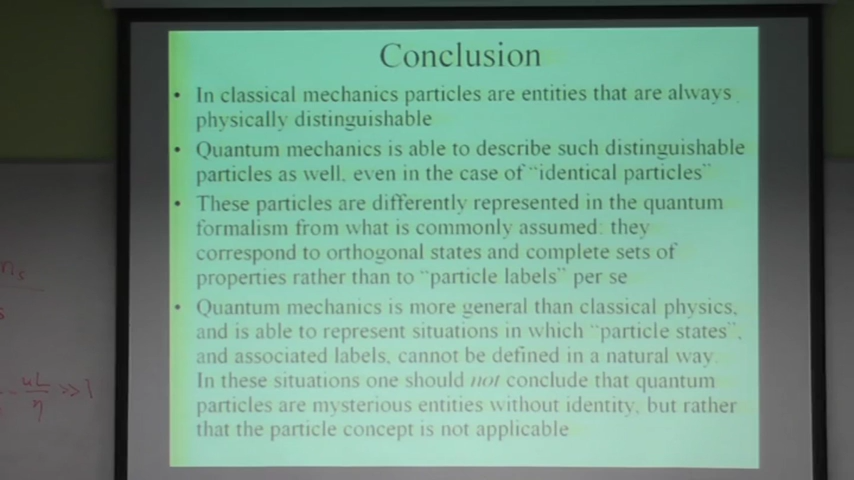 Conclusion
• In classical mechanics particles are entities that are always
physically distinguishable
• Quantum mechanics is able to describe such distinguishable
particles as well, even in the case of "identical particles"
• These particles are differently represented in the quantum
formalism from what is commonly assumed: they
correspond to orthogonal states and complete sets of
properties rather than to "particle labels" per se
• Quantum mechanics is more general than classical physics,
and is able to represent situations in which "particle states",
and associated labels, cannot be defined in a natural way.
In these situations one should not conclude that quantum
particles are mysterious entities without identity, but rather
that the particle concept is not applicable
uL
η
>> 1